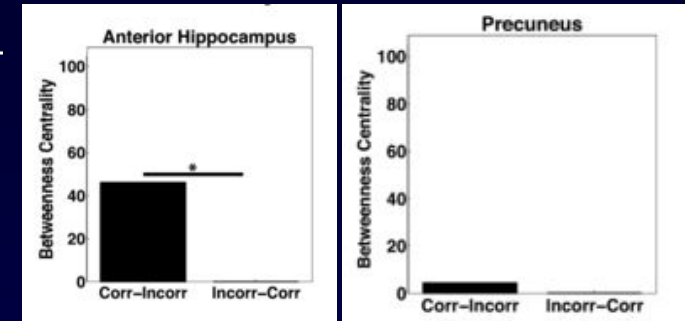 Anterior Hippocampus
Betweenness Centrality
100
80
60
40
20
0
*
Corr–Incorr Incorr–Corr
Precuneus
Betweenness Centrality
100
80
60
40
20
0
Corr–Incorr Incorr–Corr